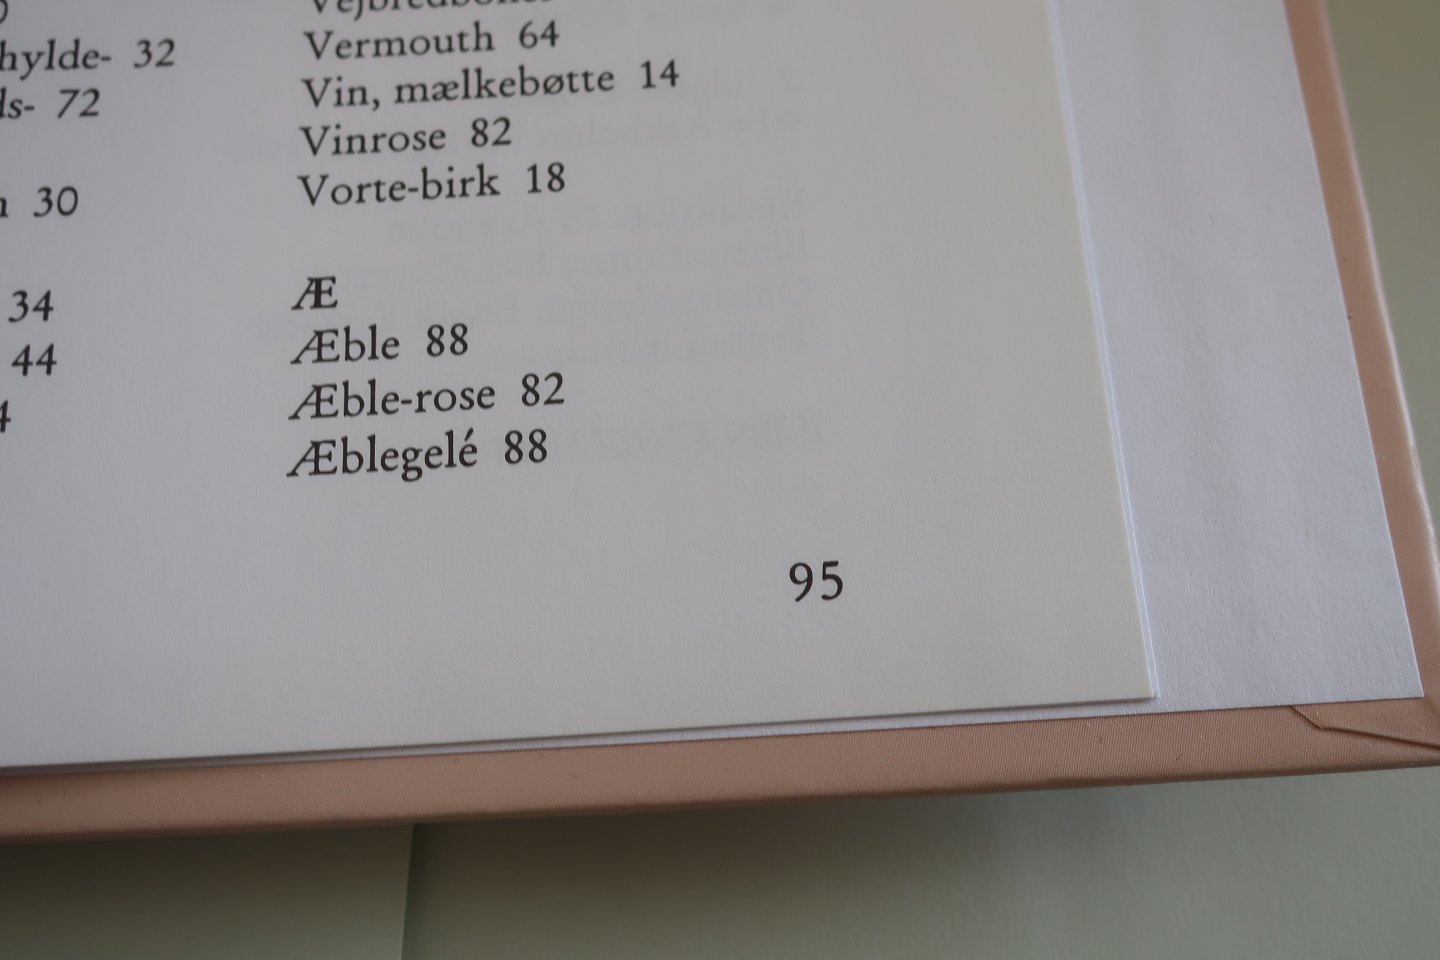 hylde- 32
72
30
34
44
Vermouth 64
Vin, mælkebøtte 14
Vinrose 82
Vorte-birk 18
Æ
Æble 88
Æble-rose 82
Æblegelé 88
95